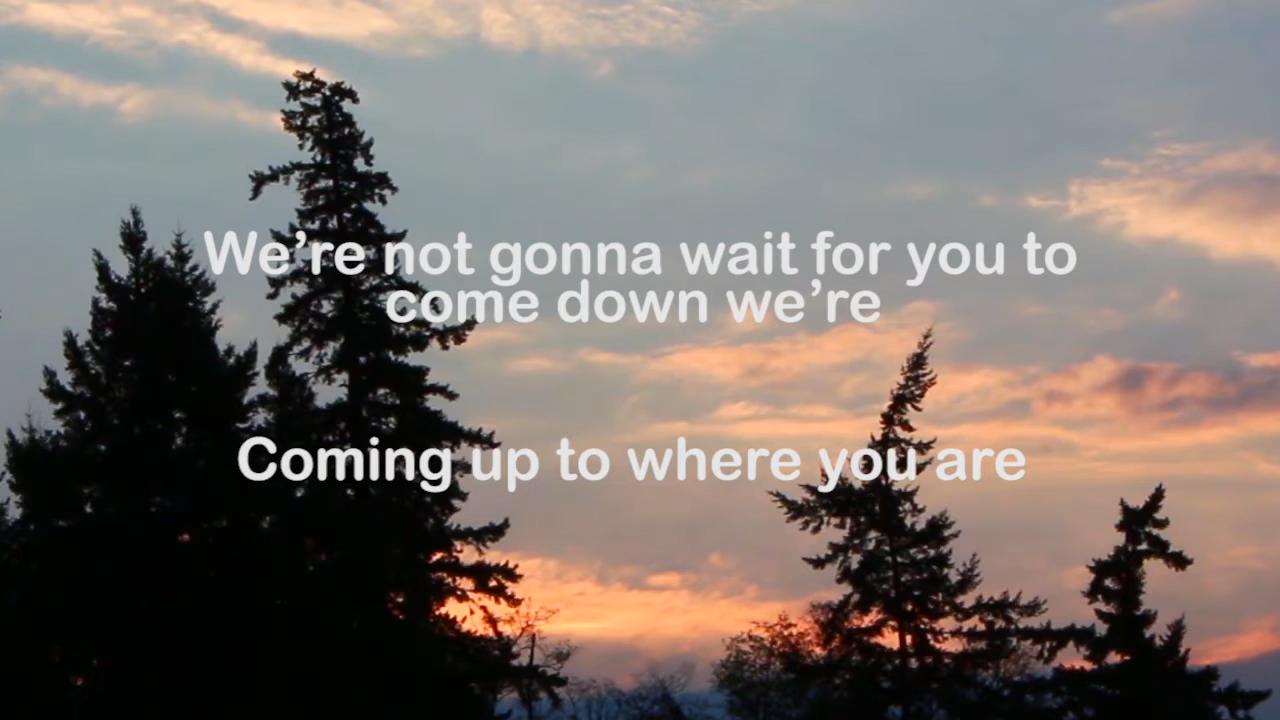 We’re not gonna wait for you to
come down we’re
Coming up to where you are